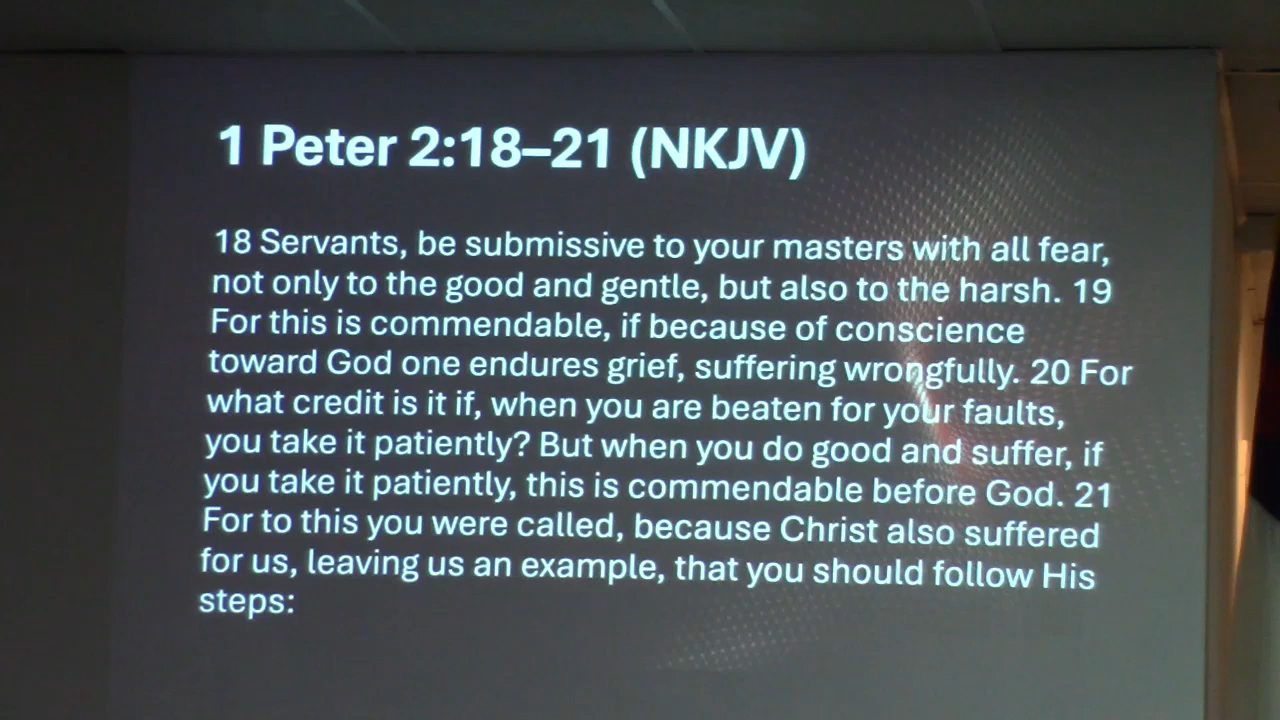 1 Peter 2:18–21 (NKJV)
18 Servants, be submissive to your masters with all fear,
not only to the good and gentle, but also to the harsh. 19
For this is commendable, if because of conscience
toward God one endures grief, suffering wrongfully. 20 For
what credit is it if, when you are beaten for your faults,
you take it patiently? But when you do good and suffer, if
you take it patiently, this is commendable before God. 21
For to this you were called, because Christ also suffered
for us, leaving us an example, that you should follow His
steps: